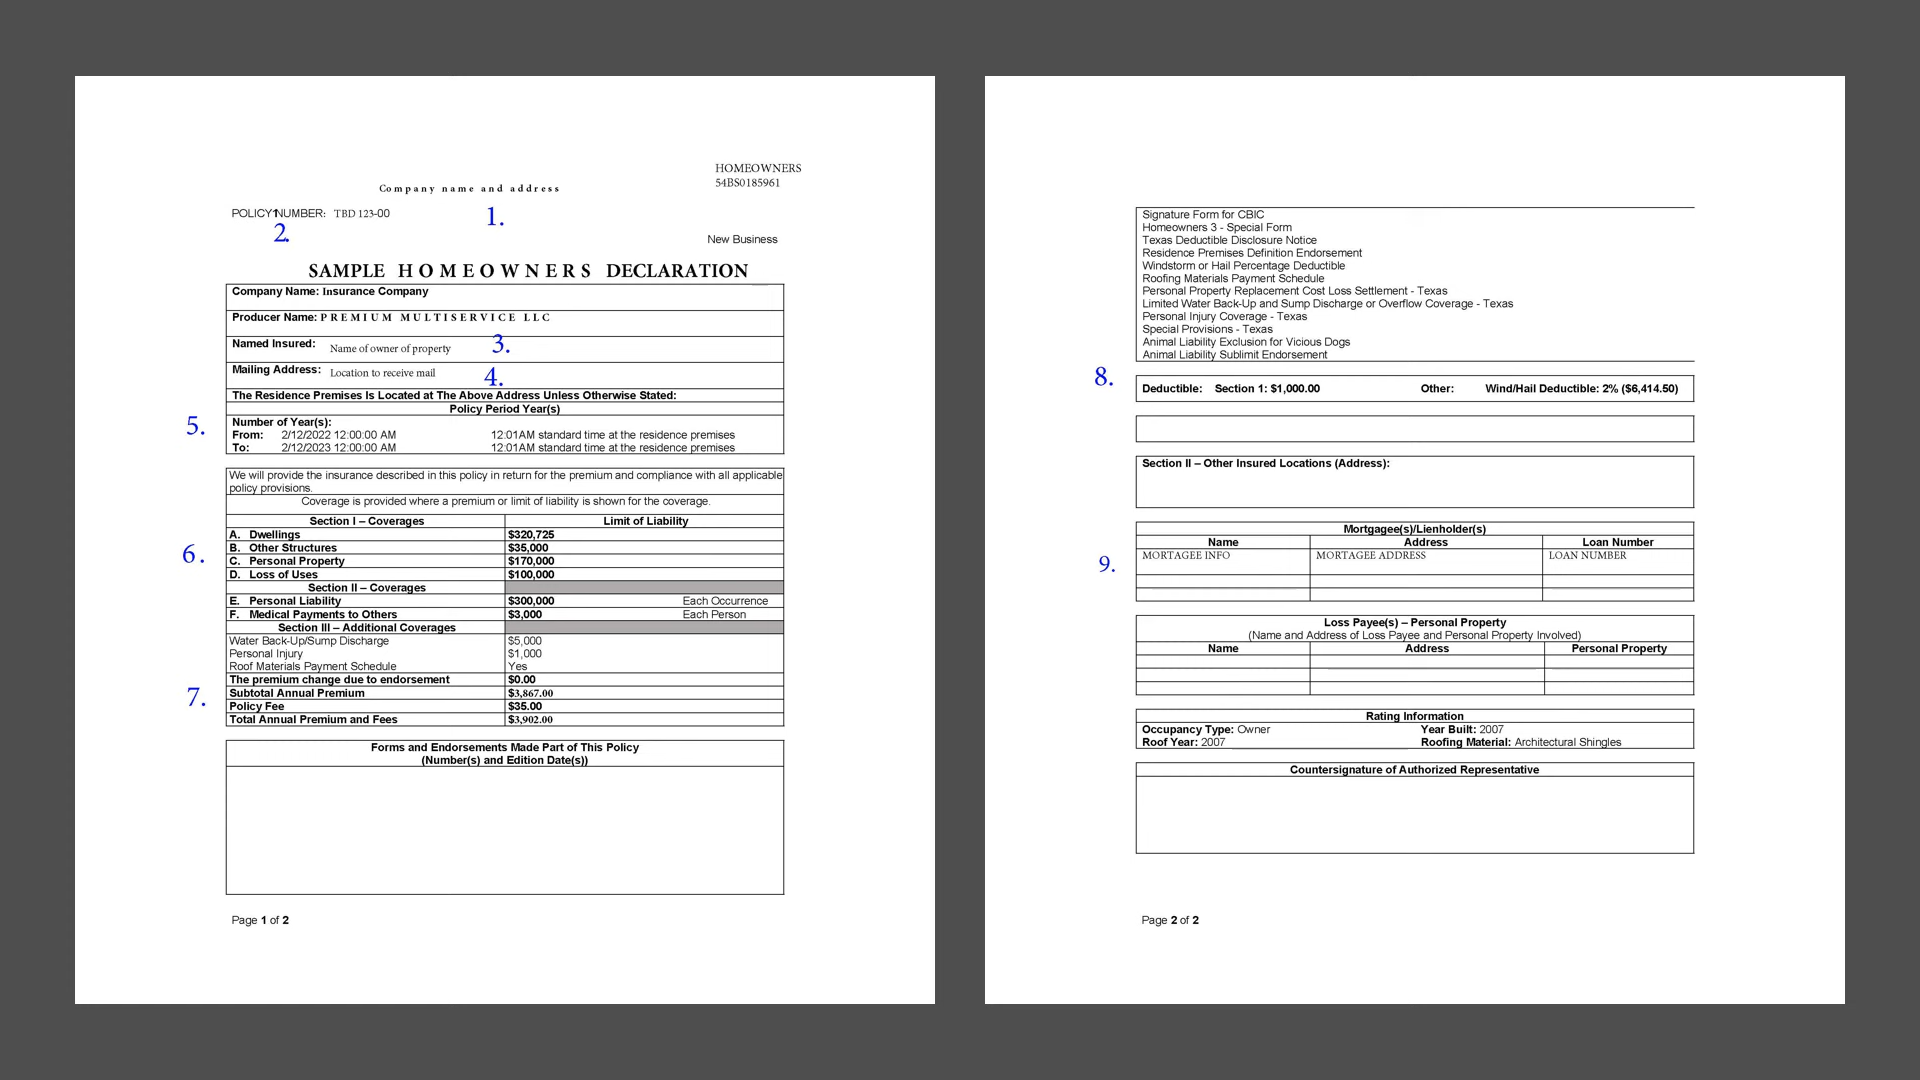 HOMEOWNERS
54BS0185961
Company name and address
POLICY NUMBER: TBD 123-00
1.
2.
New Business
SAMPLE HOMEOWNERS DECLARATION
Company Name: Insurance Company
Producer Name: PREMIUM MULTISERVICE LLC
Named Insured: Name of owner of property 3.
Mailing Address: Location to receive mail 4.
The Residence Premises Is Located at The Above Address Unless Otherwise Stated:
Policy Period Year(s)
5.
Number of Year(s):
From: 2/12/2022 12:00:00 AM 12:01AM standard time at the residence premises
To: 2/12/2023 12:00:00 AM 12:01AM standard time at the residence premises
We will provide the insurance described in this policy in return for the premium and compliance with all applicable
policy provisions.
Coverage is provided where a premium or limit of liability is shown for the coverage.
Section I – Coverages Limit of Liability
A. Dwellings $320,725
B. Other Structures $35,000
6.
C. Personal Property $170,000
D. Loss of Uses $100,000
Section II – Coverages
E. Personal Liability $300,000 Each Occurrence
F. Medical Payments to Others $3,000 Each Person
Section III – Additional Coverages
Water Back-Up/Sump Discharge $5,000
Personal Injury $1,000
Roof Materials Payment Schedule Yes
The premium change due to endorsement $0.00
7.
Subtotal Annual Premium $3,867.00
Policy Fee $35.00
Total Annual Premium and Fees $3,902.00
Forms and Endorsements Made Part of This Policy
(Number(s) and Edition Date(s))
Page 1 of 2
Signature Form for CBIC
Homeowners 3 - Special Form
Texas Deductible Disclosure Notice
Residence Premises Definition Endorsement
Windstorm or Hail Percentage Deductible
Roofing Materials Payment Schedule
Personal Property Replacement Cost Loss Settlement - Texas
Limited Water Back-Up and Sump Discharge or Overflow Coverage - Texas
Personal Injury Coverage - Texas
Special Provisions - Texas
Animal Liability Exclusion for Vicious Dogs
Animal Liability Sublimit Endorsement
8.
Deductible: Section 1: $1,000.00 Other: Wind/Hail Deductible: 2% ($6,414.50)
Section II – Other Insured Locations (Address):
Mortgagee(s)/Lienholder(s)
Name Address Loan Number
9.
MORTAGEE INFO MORTAGEE ADDRESS LOAN NUMBER
Loss Payee(s) – Personal Property
(Name and Address of Loss Payee and Personal Property Involved)
Name Address Personal Property
Rating Information
Occupancy Type: Owner Year Built: 2007
Roof Year: 2007 Roofing Material: Architectural Shingles
Countersignature of Authorized Representative
Page 2 of 2